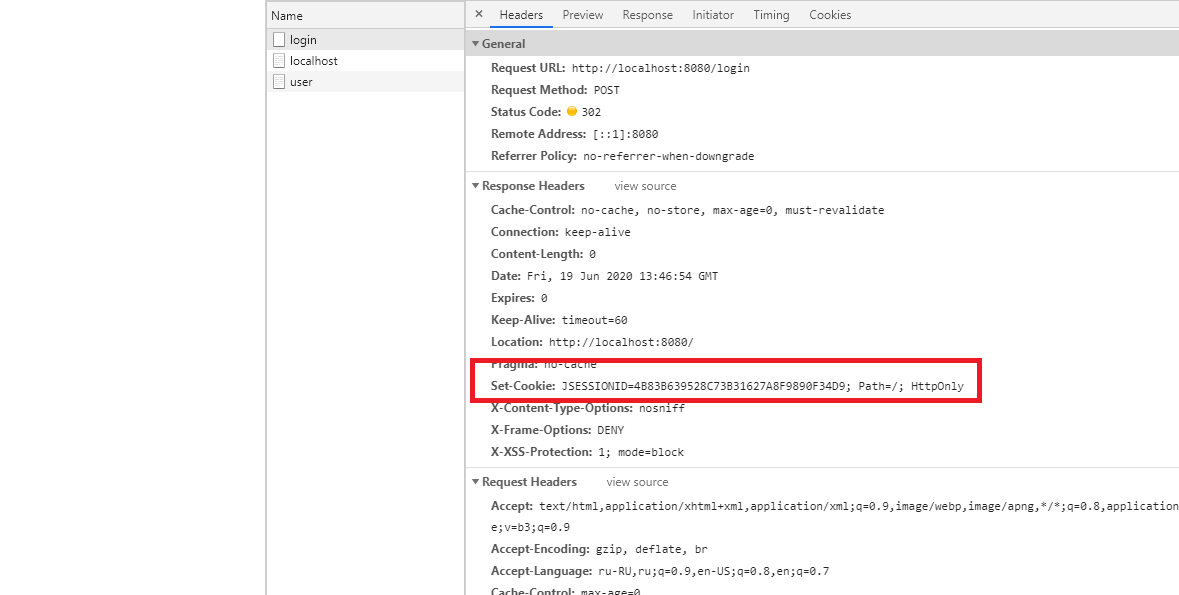 Name
× Headers Preview Response Initiator Timing Cookies
login
localhost
user
General
Request URL: http://localhost:8080/login
Request Method: POST
Status Code: 302
Remote Address: [::1]:8080
Referrer Policy: no-referrer-when-downgrade
Response Headers view source
Cache-Control: no-cache, no-store, max-age=0, must-revalidate
Connection: keep-alive
Content-Length: 0
Date: Fri, 19 Jun 2020 13:46:54 GMT
Expires: 0
Keep-Alive: timeout=60
Location: http://localhost:8080/
Pragma: no-cache
Set-Cookie: JSESSIONID=4B83B639528C73B31627A8F9890F34D9; Path=/; HttpOnly
X-Content-Type-Options: nosniff
X-Frame-Options: DENY
X-XSS-Protection: 1; mode=block
Request Headers view source
Accept: text/html,application/xhtml+xml,application/xml;q=0.9,image/webp,image/apng,*/*;q=0.8,application
e;v=b3;q=0.9
Accept-Encoding: gzip, deflate, br
Accept-Language: ru-RU,ru;q=0.9,en-US;q=0.8,en;q=0.7
Cache-Control: max-age=0